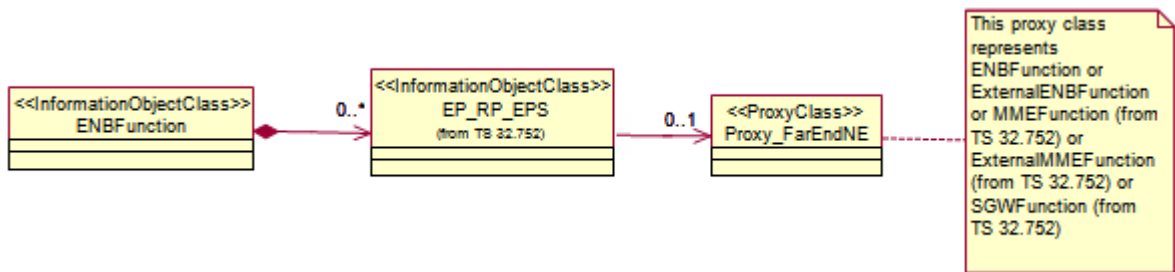 <<InformationObjectClass>>
ENBFunction
0..*
<<InformationObjectClass>>
EP_RP_EPS
(from TS 32.752)
0..1
<<ProxyClass>>
Proxy_FarEndNE
This proxy class
represents
ENBFunction or
ExternalENBFunction
or MMEFunction (from
TS 32.752) or
ExternalMMEFunction
(from TS 32.752) or
SGWFunction (from
TS 32.752)